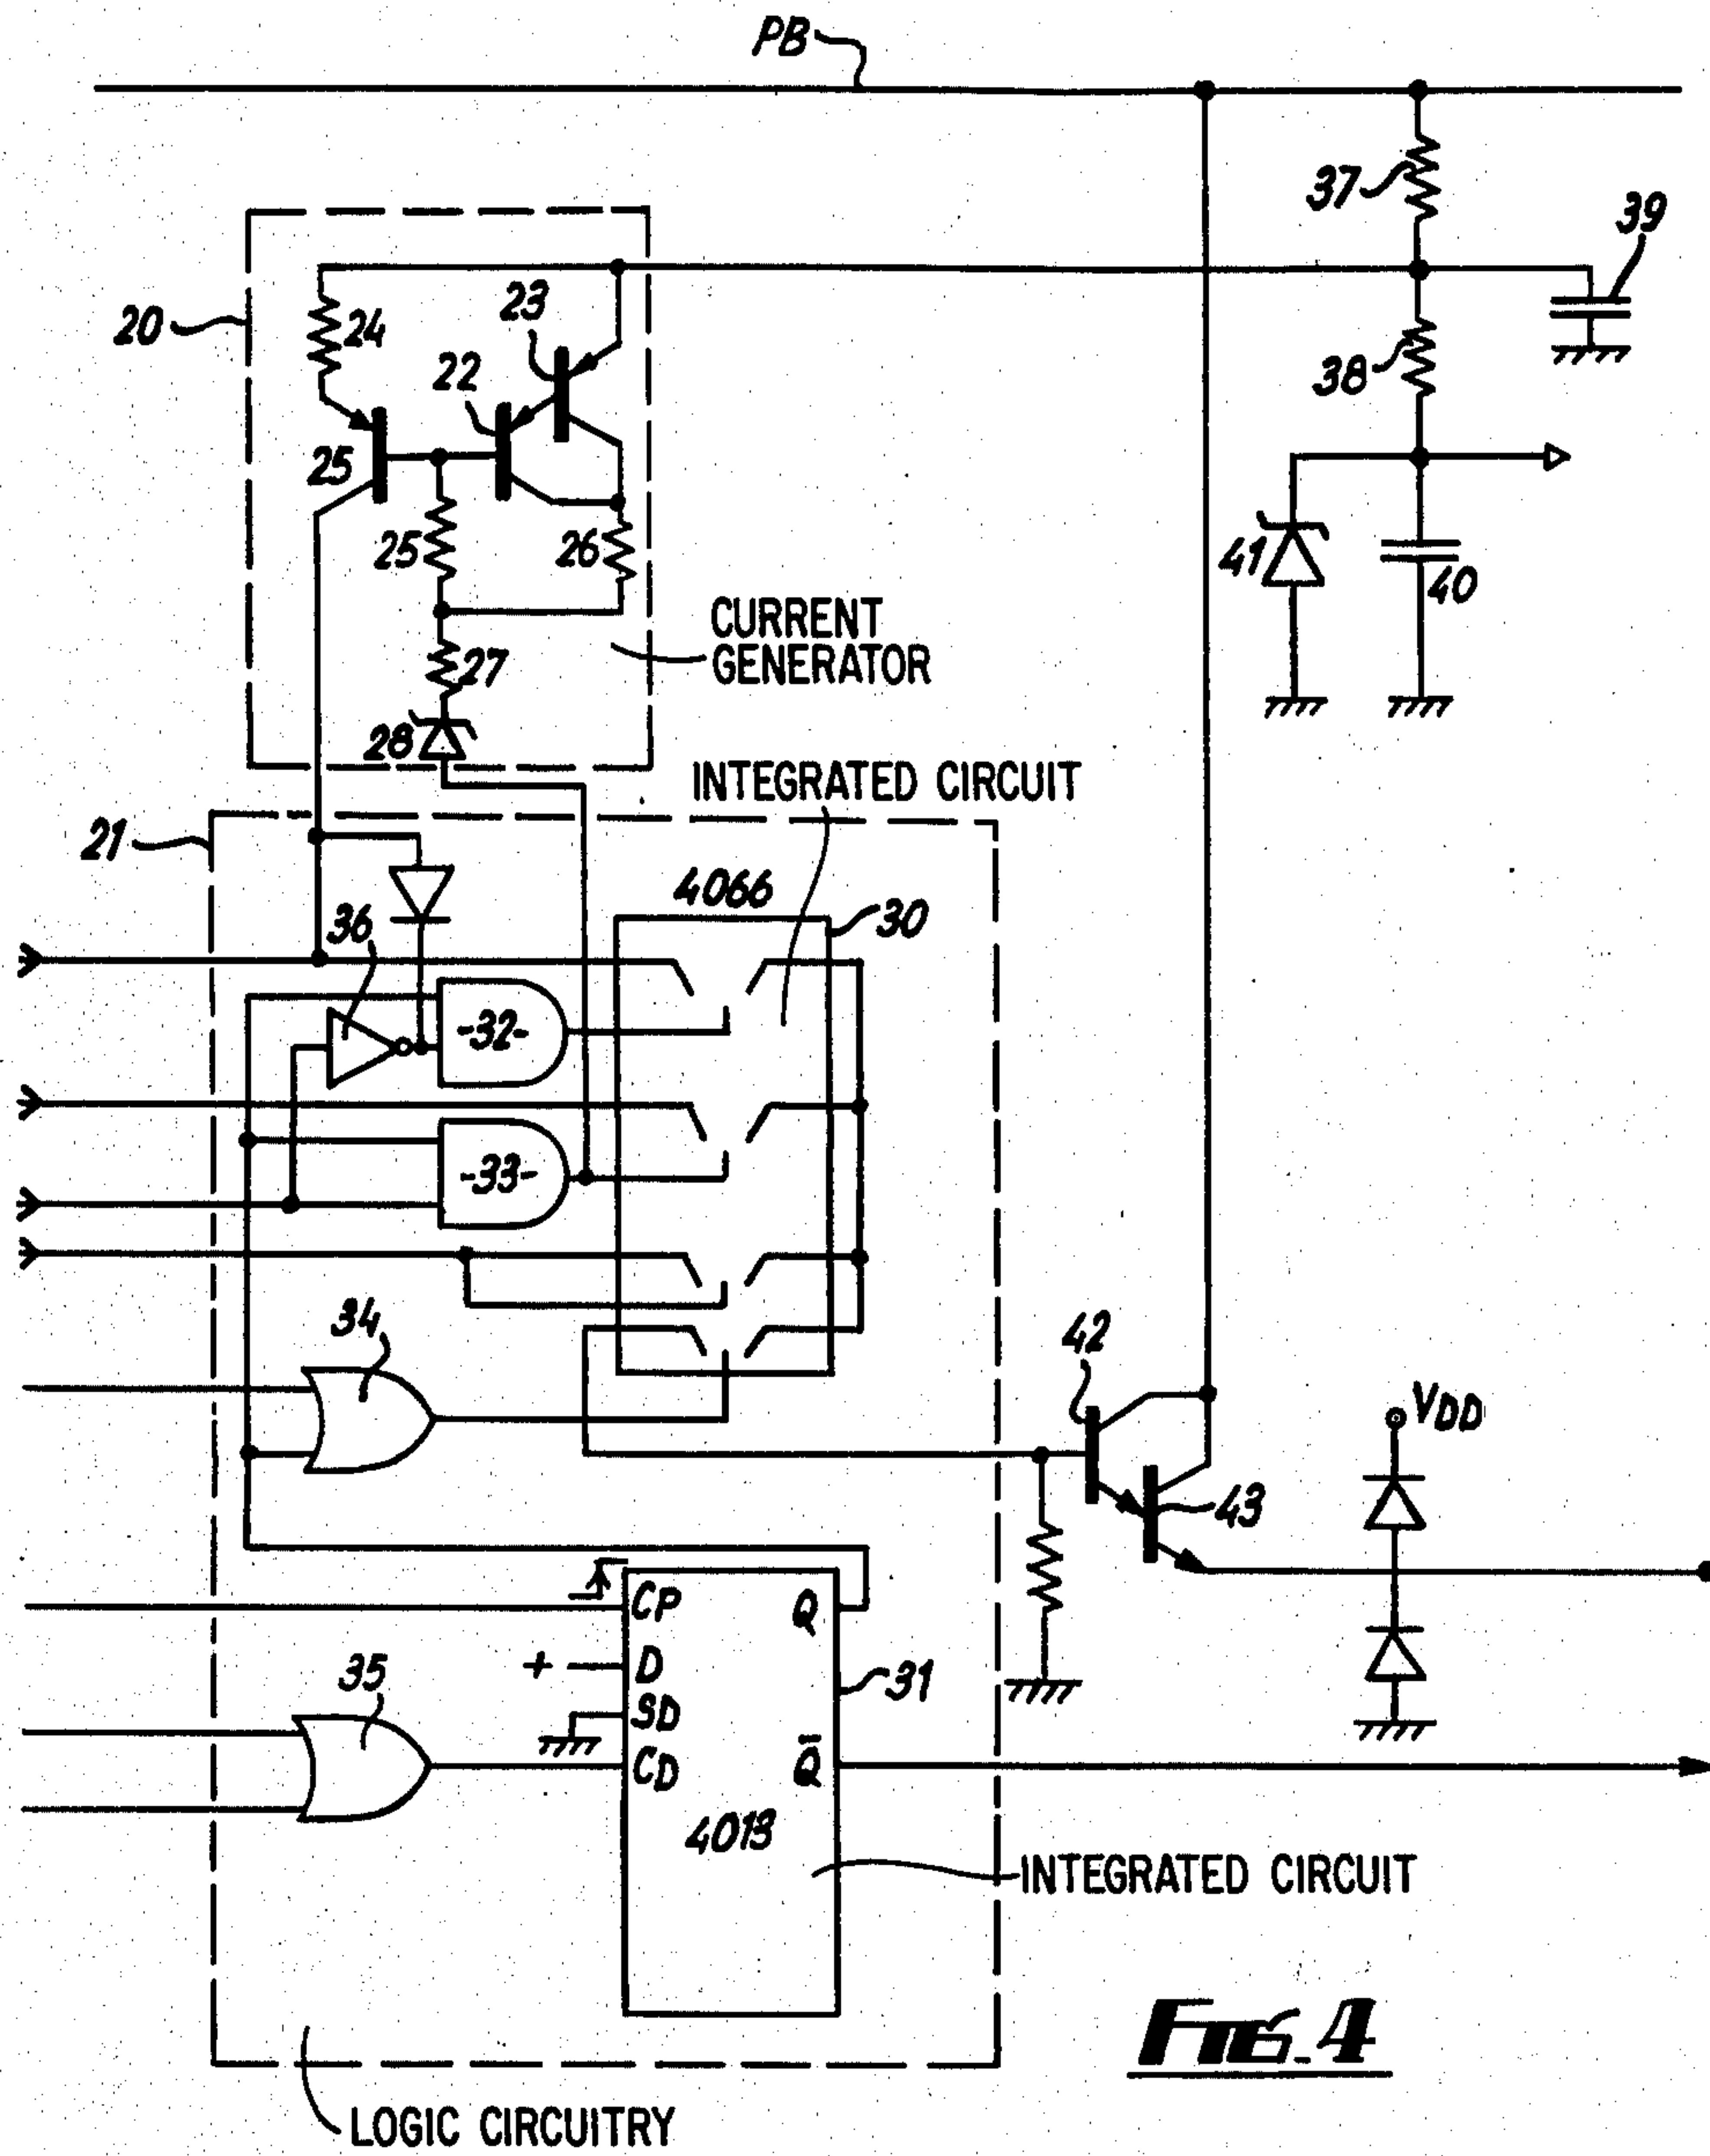 PB
37
39
20
24
23
22
38
25
25
26
41
40
CURRENT
GENERATOR
27
28
INTEGRATED CIRCUIT
21
4066
30
36
-32-
-33-
34
42
VDD
43
CP
Q
35
+
D
31
SD
CD
Q̅
4013
INTEGRATED CIRCUIT
FIG. 4
LOGIC CIRCUITRY